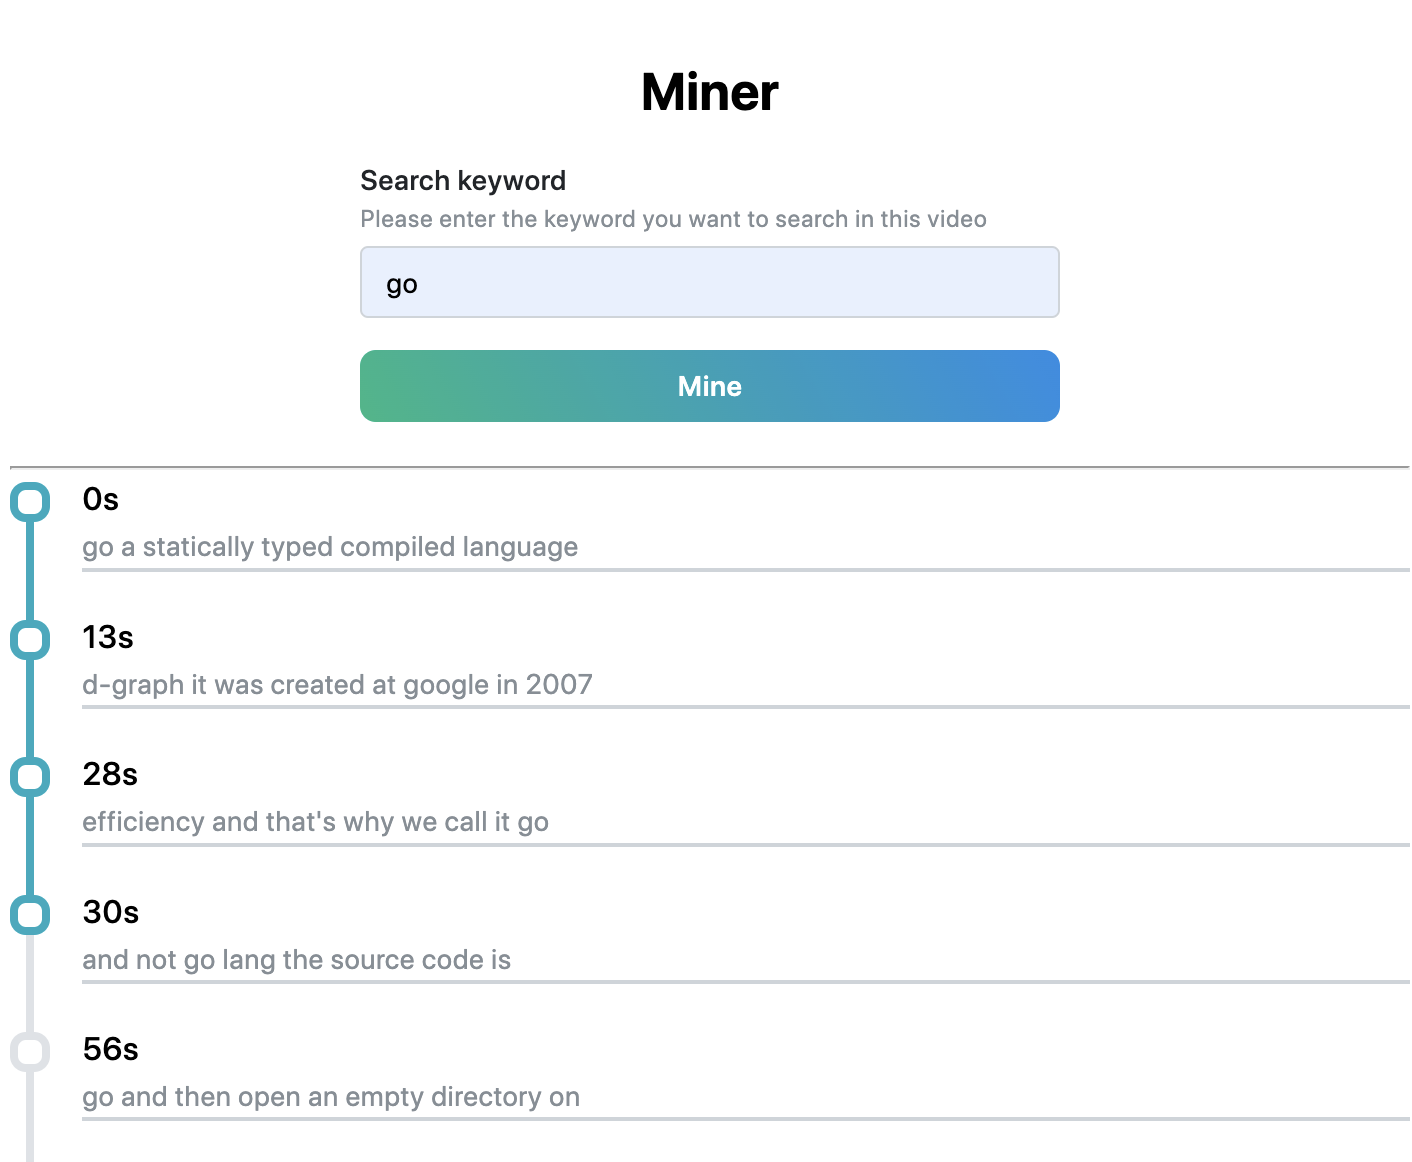 Miner
Search keyword
Please enter the keyword you want to search in this video
go
Mine
0s
go a statically typed compiled language
13s
d-graph it was created at google in 2007
28s
efficiency and that's why we call it go
30s
and not go lang the source code is
56s
go and then open an empty directory on